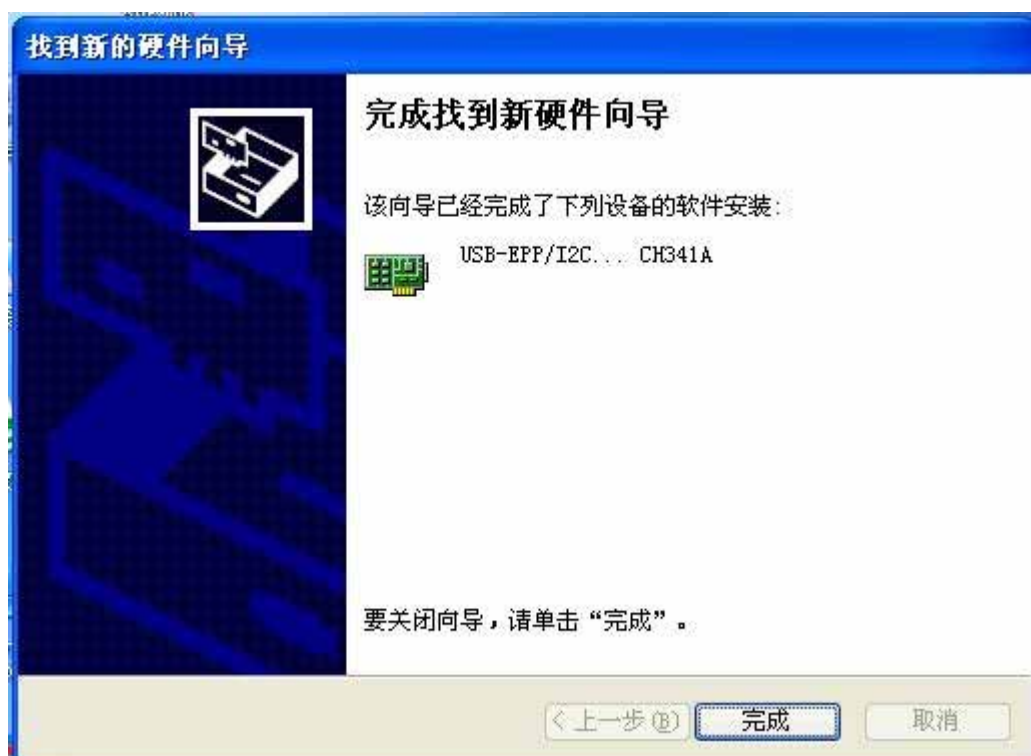 找到新的硬件向导
完成找到新硬件向导
该向导已经完成了下列设备的软件安装:
USB-EPP/I2C... CH341A
要关闭向导,请单击“完成”。
< 上一步(B)
完成
取消